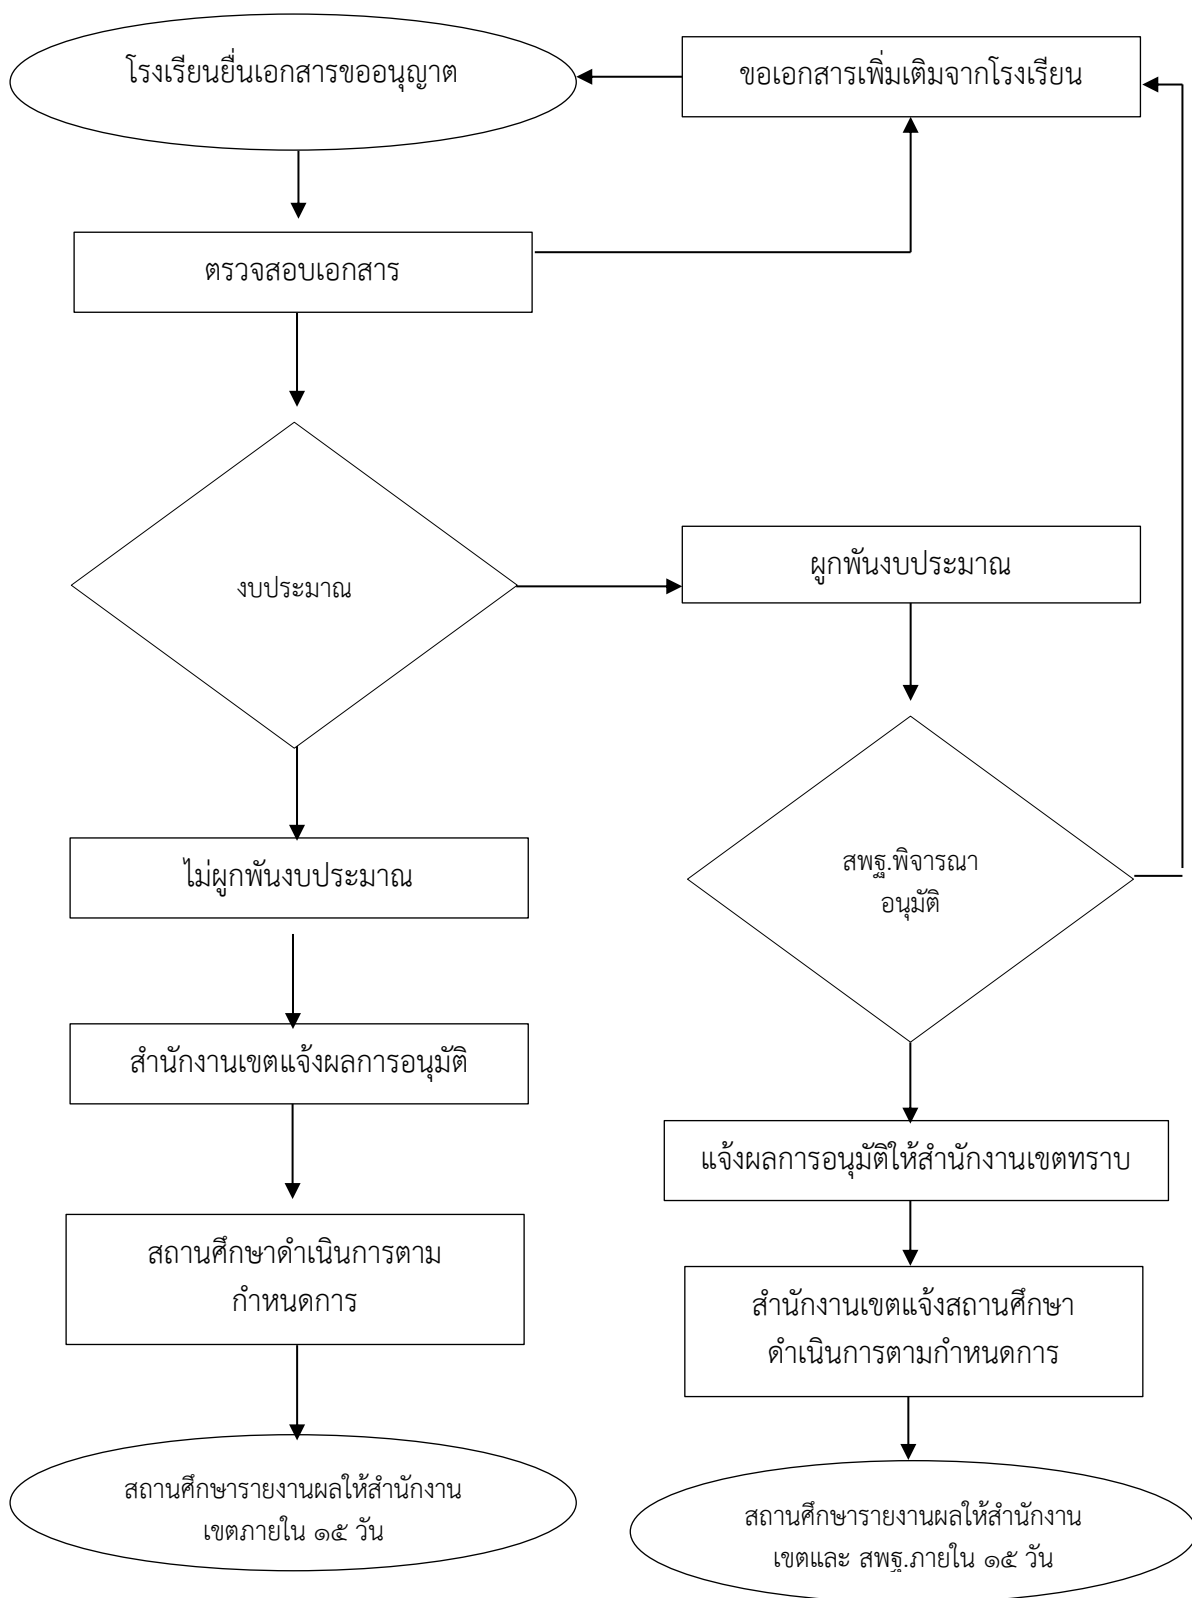 โรงเรียนยื่นเอกสารขออนุญาต
ขอเอกสารเพิ่มเติมจากโรงเรียน
ตรวจสอบเอกสาร
งบประมาณ
ผูกพันงบประมาณ
ไม่ผูกพันงบประมาณ
สพฐ.พิจารณา
อนุมัติ
สำนักงานเขตแจ้งผลการอนุมัติ
แจ้งผลการอนุมัติให้สำนักงานเขตทราบ
สถานศึกษาดำเนินการตาม
กำหนดการ
สำนักงานเขตแจ้งสถานศึกษา
ดำเนินการตามกำหนดการ
สถานศึกษารายงานผลให้สำนักงาน
เขตภายใน ๑๕ วัน
สถานศึกษารายงานผลให้สำนักงาน
เขตและ สพฐ.ภายใน ๑๕ วัน